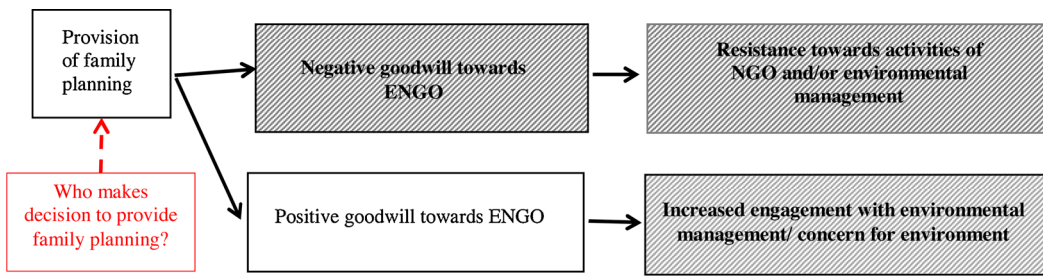 Provision
of family
planning
Negative goodwill towards
ENGO
Resistance towards activities of
NGO and/or environmental
management
Who makes
decision to provide
family planning?
Positive goodwill towards ENGO
Increased engagement with environmental
management/ concern for environment